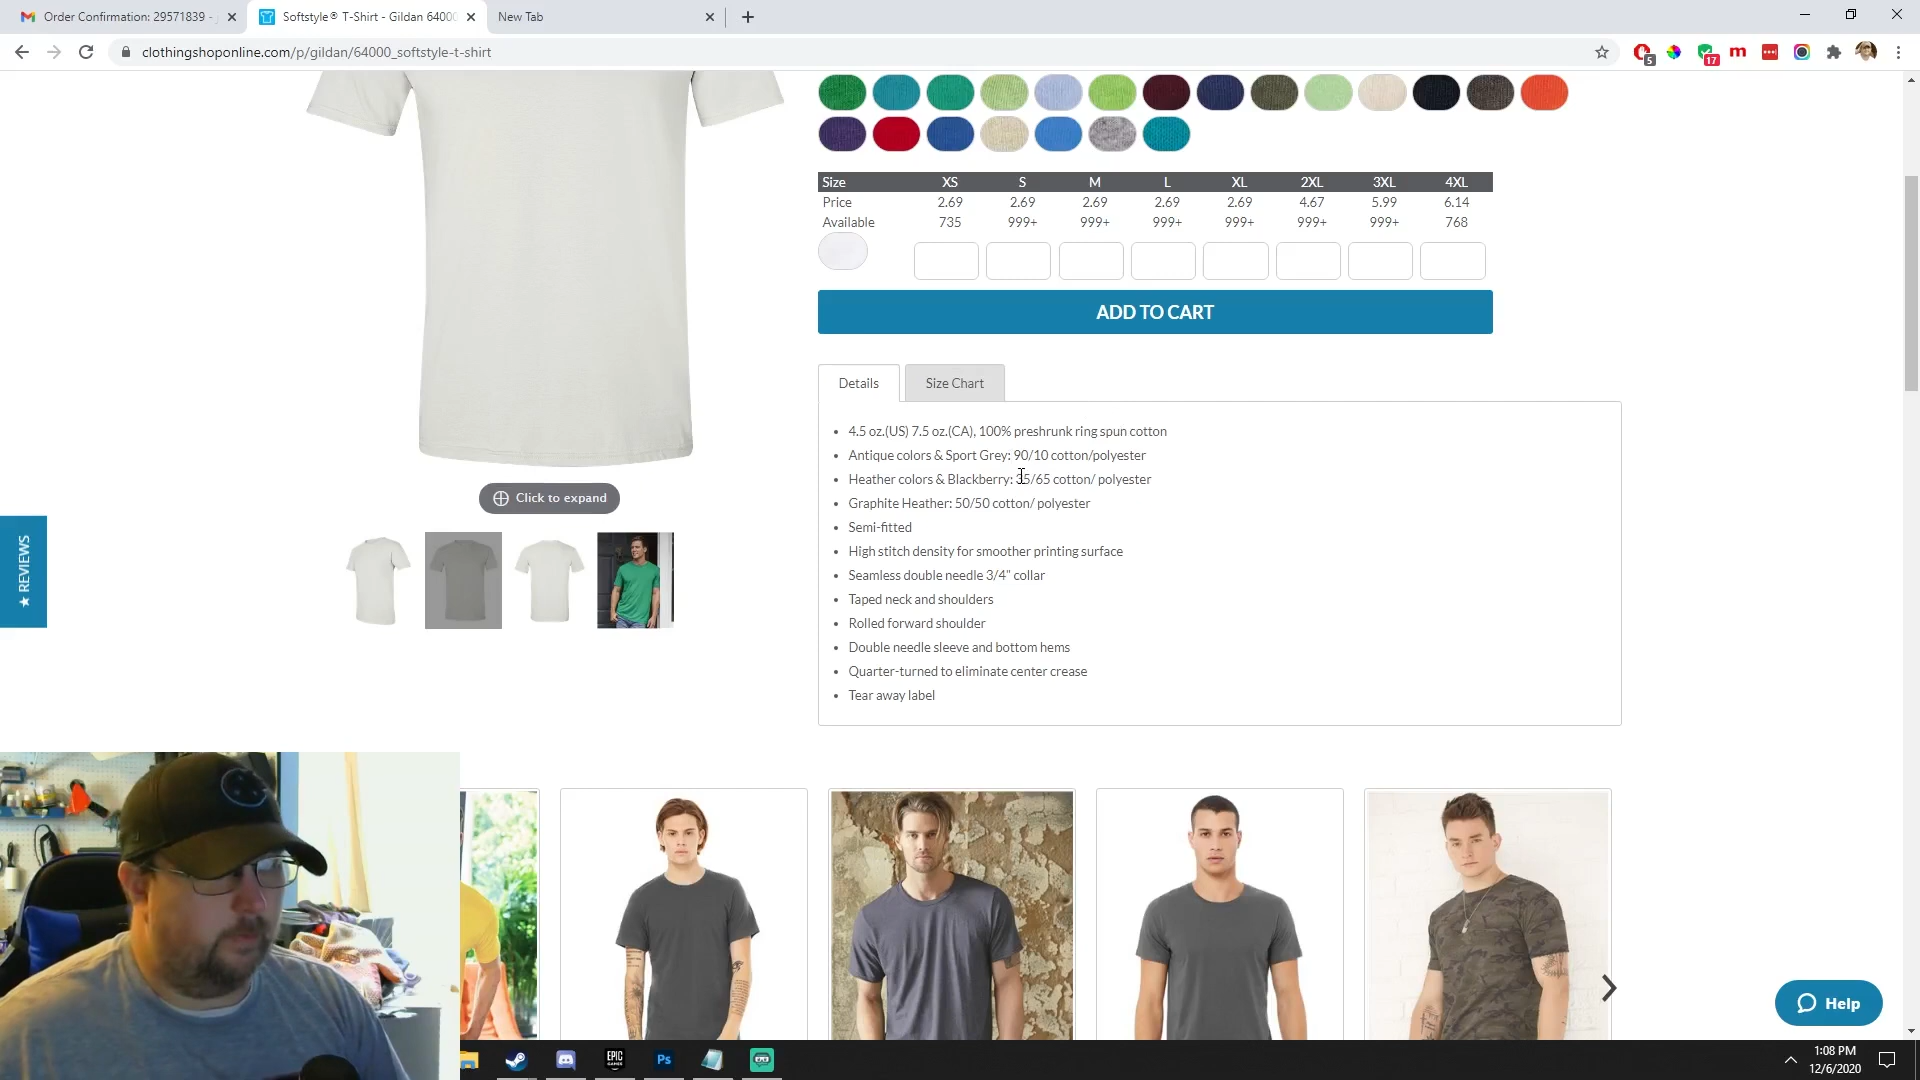 Order Confirmation: 29571839 -
Softstyle® T-Shirt - Gildan 64000
New Tab
clothingshoponline.com/p/gildan/64000_softstyle-t-shirt
5
17
m
Size XS S M L XL 2XL 3XL 4XL
Price 2.69 2.69 2.69 2.69 2.69 4.67 5.99 6.14
Available 735 999+ 999+ 999+ 999+ 999+ 999+ 768
ADD TO CART
Details
Size Chart
4.5 oz.(US) 7.5 oz.(CA), 100% preshrunk ring spun cotton
Antique colors & Sport Grey: 90/10 cotton/polyester
Heather colors & Blackberry: 35/65 cotton/ polyester
Graphite Heather: 50/50 cotton/ polyester
Semi-fitted
High stitch density for smoother printing surface
Seamless double needle 3/4" collar
Taped neck and shoulders
Rolled forward shoulder
Double needle sleeve and bottom hems
Quarter-turned to eliminate center crease
Tear away label
Click to expand
★ REVIEWS
Help
EPIC
GAMES
Ps
1:08 PM
12/6/2020